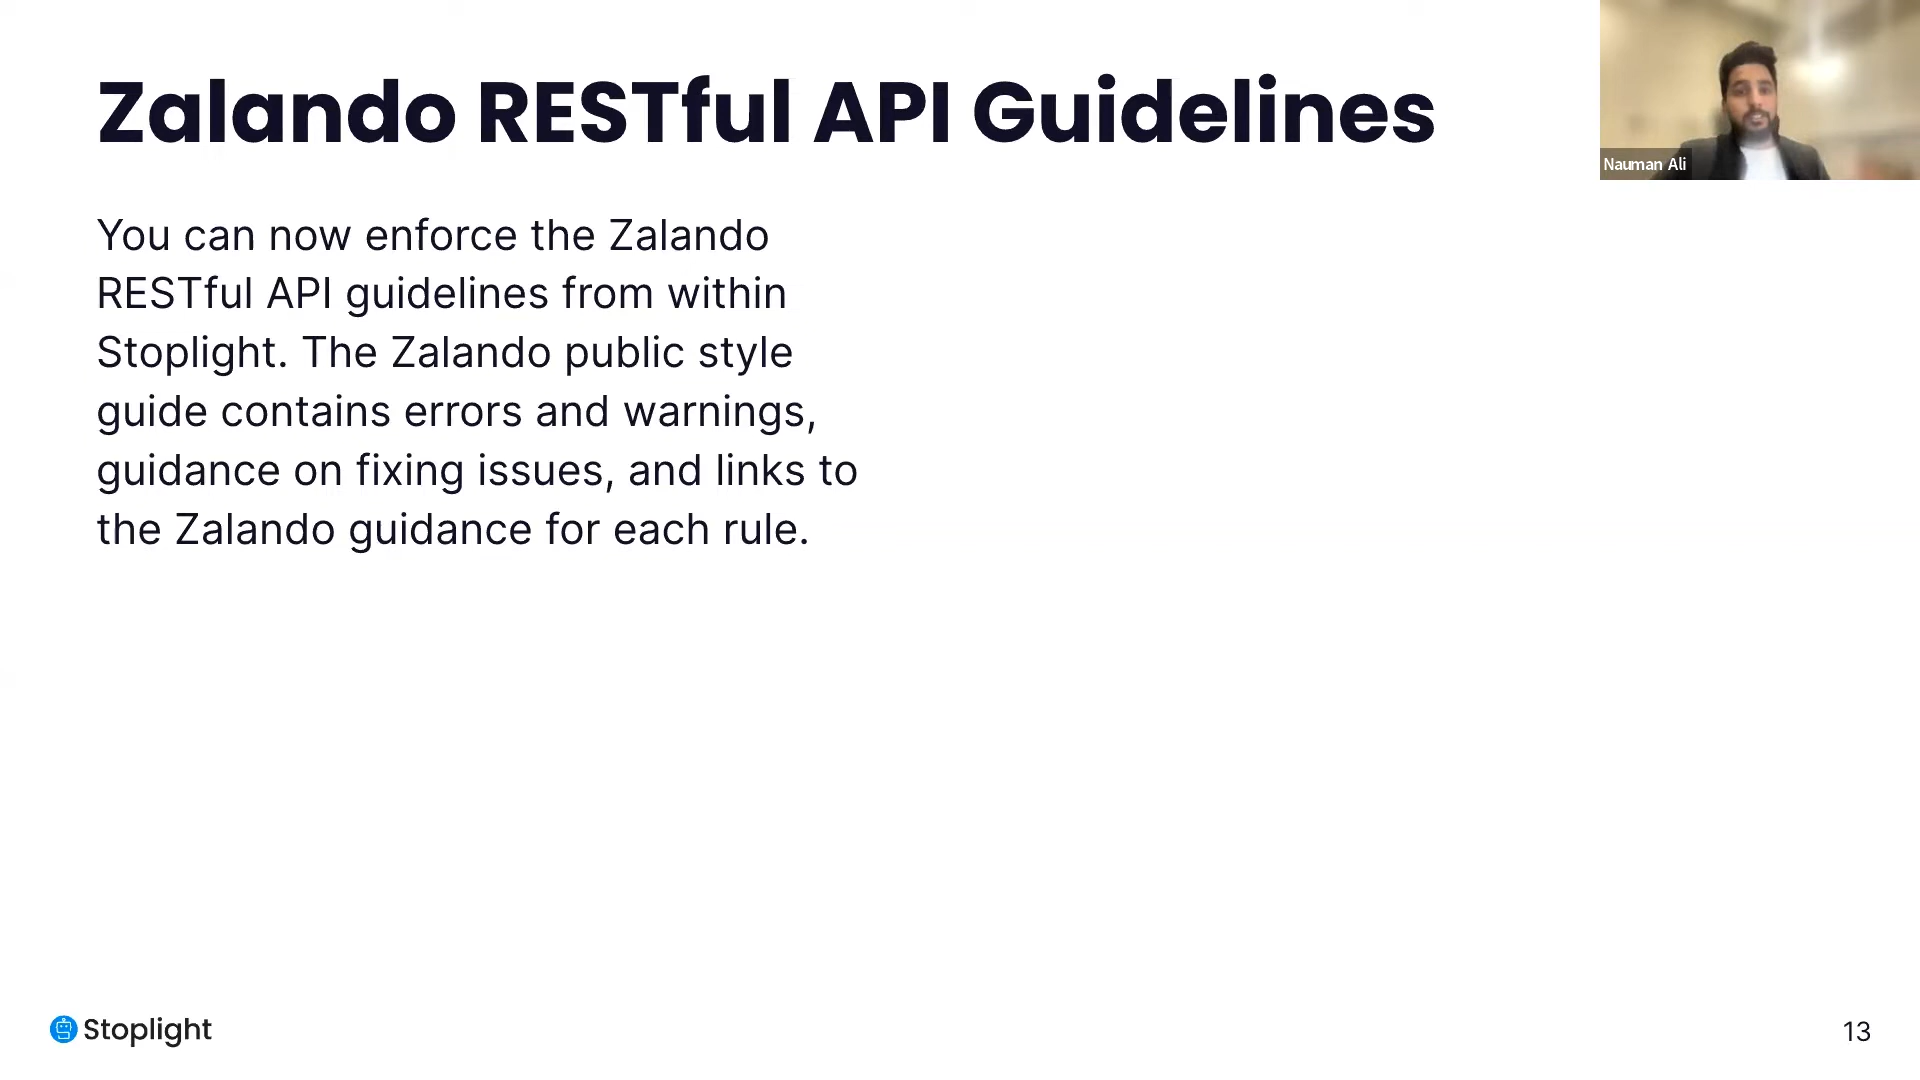 Zalando RESTful API Guidelines
Nauman Ali
You can now enforce the Zalando
RESTful API guidelines from within
Stoplight. The Zalando public style
guide contains errors and warnings,
guidance on fixing issues, and links to
the Zalando guidance for each rule.
Stoplight
13